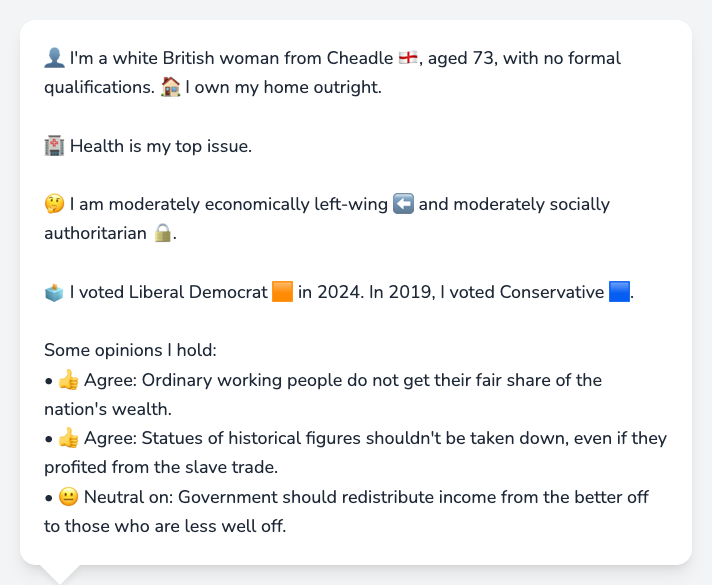 👤 I'm a white British woman from Cheadle 🏴󠁧󠁢󠁥󠁮󠁧󠁿, aged 73, with no formal
qualifications. 🏠 I own my home outright.
🏥 Health is my top issue.
🤔 I am moderately economically left-wing ⬅️ and moderately socially
authoritarian 🔒.
🗳️ I voted Liberal Democrat 🟧 in 2024. In 2019, I voted Conservative 🟦.
Some opinions I hold:
• 👍 Agree: Ordinary working people do not get their fair share of the
nation's wealth.
• 👍 Agree: Statues of historical figures shouldn't be taken down, even if they
profited from the slave trade.
• 😐 Neutral on: Government should redistribute income from the better off
to those who are less well off.